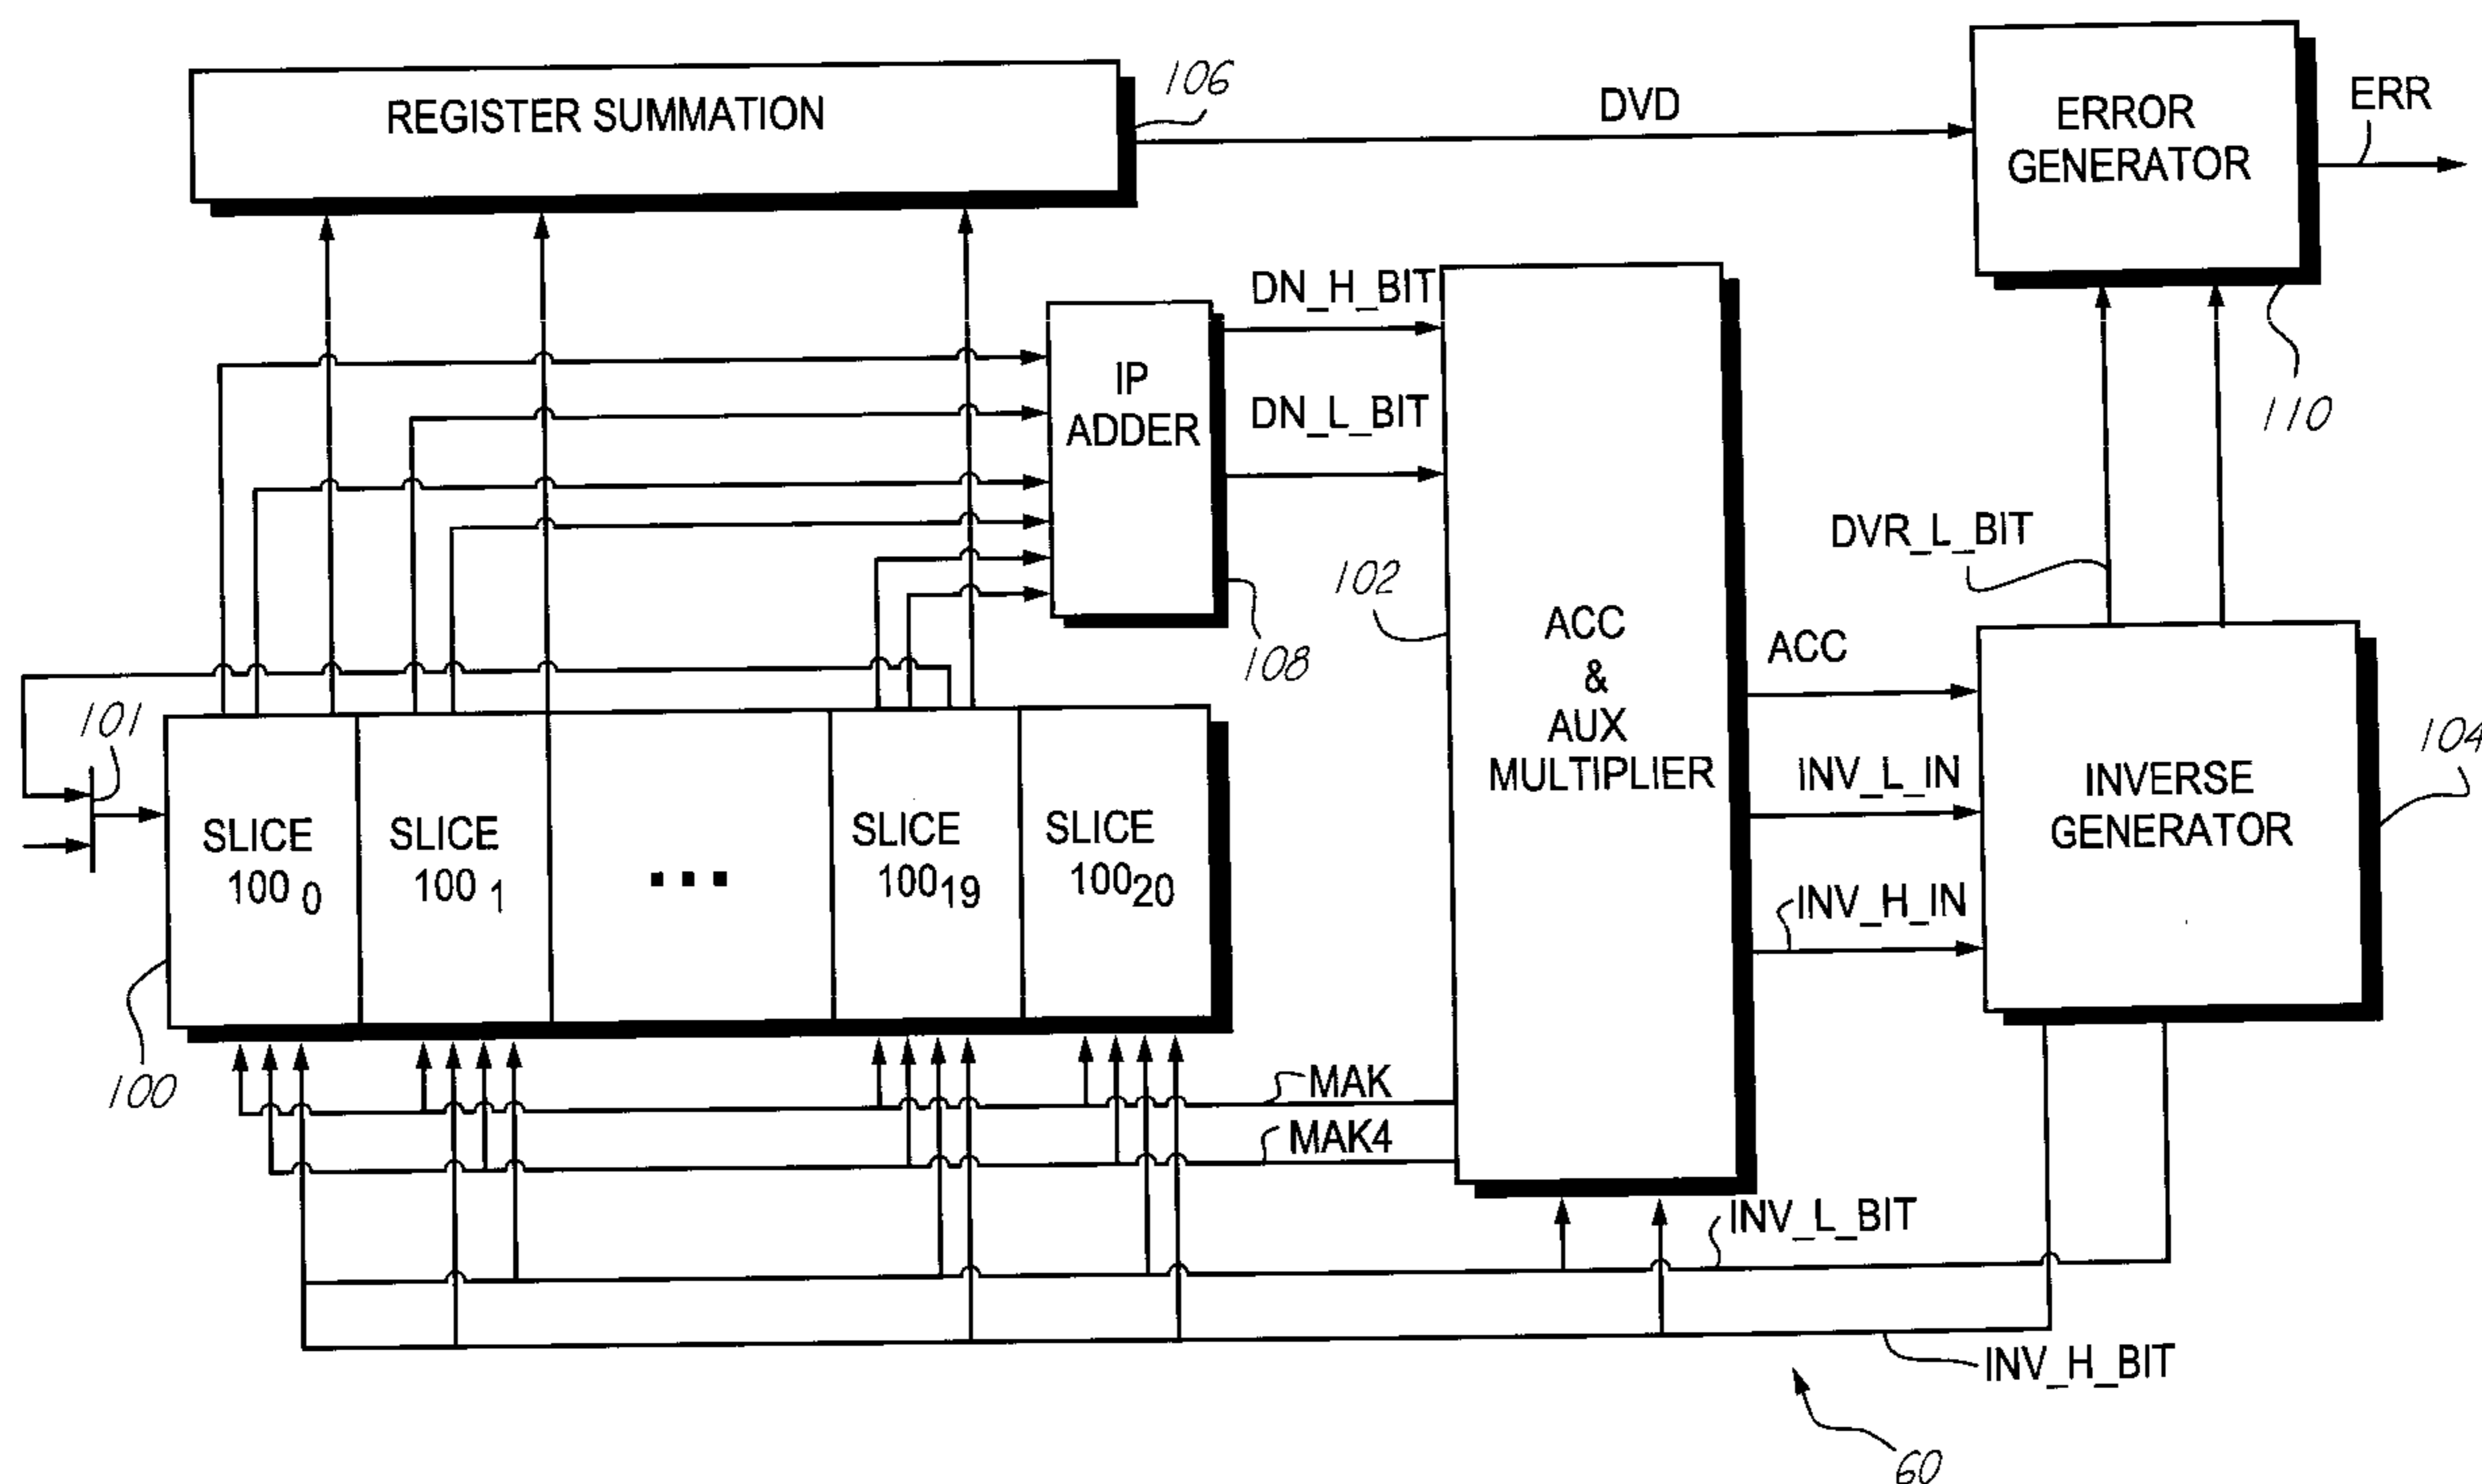 REGISTER SUMMATION
106
DVD
ERROR
GENERATOR
ERR
110
DN_H_BIT
IP
ADDER
DN_L_BIT
108
102
ACC
&
AUX
MULTIPLIER
DVR_L_BIT
ACC
INV_L_IN
INV_H_IN
INVERSE
GENERATOR
104
101
SLICE
100 0
SLICE
100 1
...
SLICE
100 19
SLICE
100 20
100
MAK
MAK4
INV_L_BIT
INV_H_BIT
60